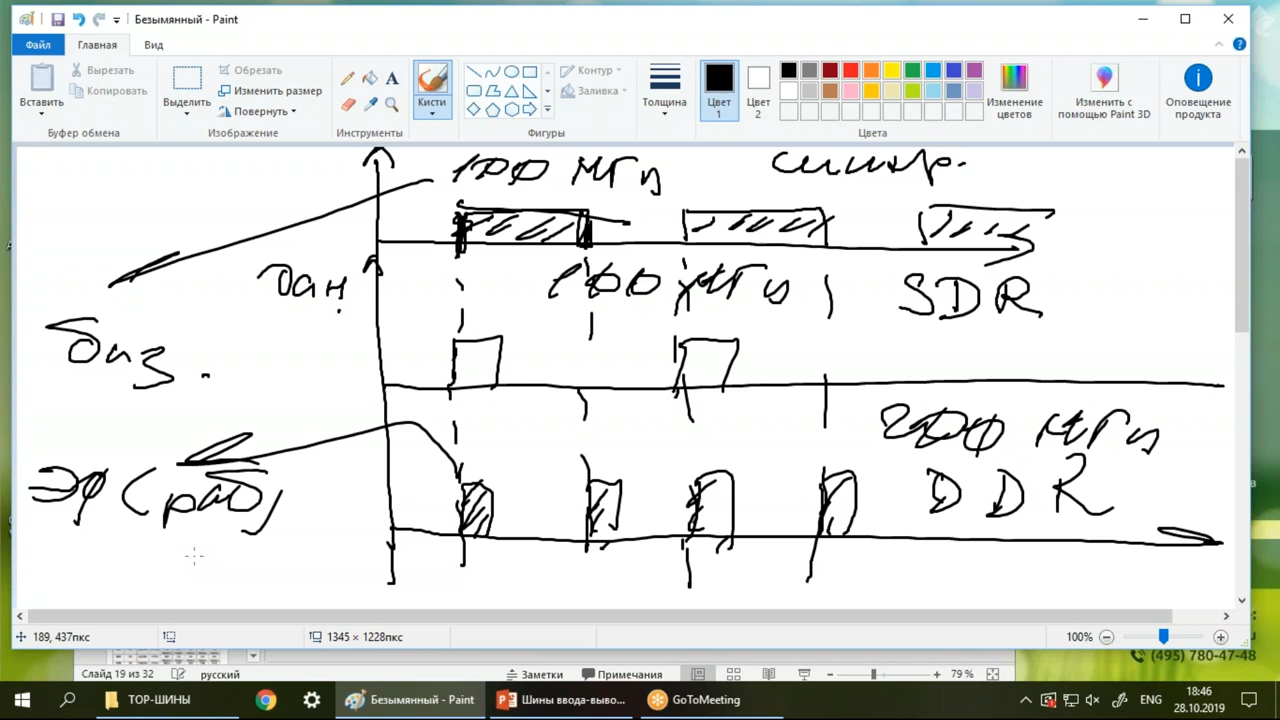 Безымянный - Paint
Файл Главная Вид
Вставить
Вырезать
Копировать
Буфер обмена
Выделить
Обрезать
Изменить размер
Повернуть
Изображение
A
Инструменты
Кисти
Контур
Заливка
Фигуры
Толщина
Цвет 1
Цвет 2
Цвета
Изменение цветов
Изменить с помощью Paint 3D
Оповещение продукта
100 МГц синхр.
дан. 100 МГц SDR
баз.
200 МГц
эф (раб) DDR
189, 437пкс 1345 × 1228пкс 100%
(495) 780-47-48
Слайд 19 из 32 русский Заметки Примечания 79 %
ТОР-ШИНЫ Безымянный - Paint Шины ввода-выво... GoToMeeting ENG 18:46
28.10.2019